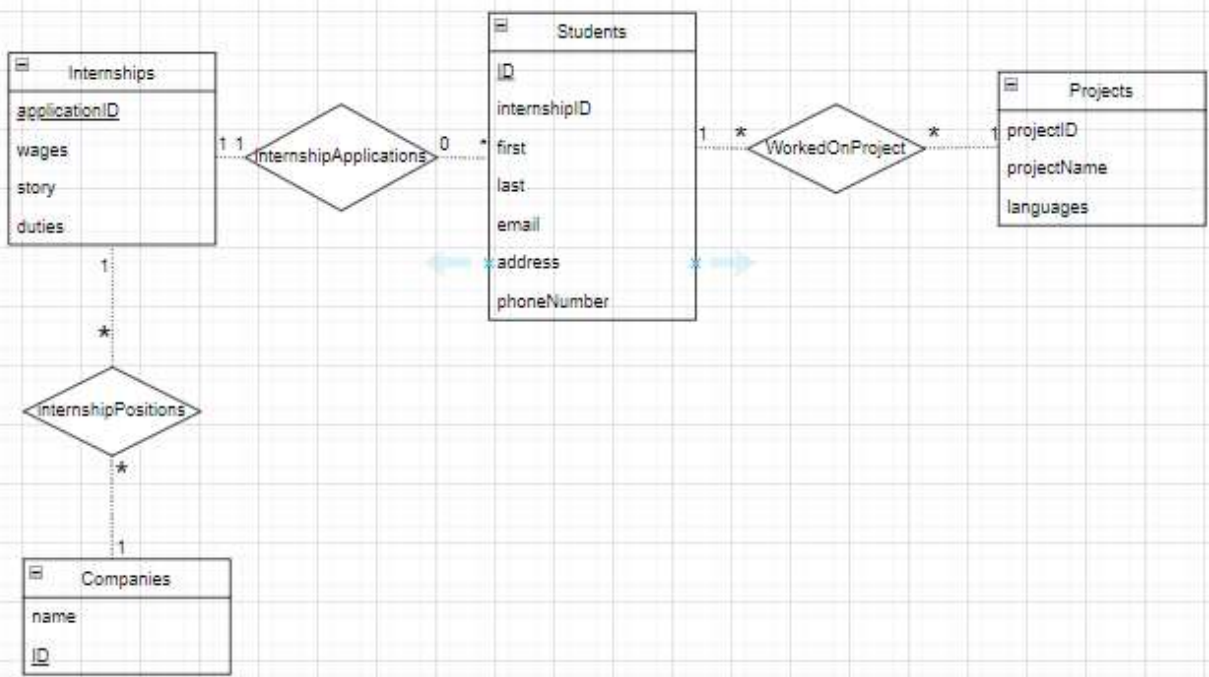 Students
ID
internshipID
first
last
email
address
phoneNumber
Internships
applicationID
wages
story
duties
1 1
InternshipApplications
0 *
1 *
WorkedOnProject
* 1
Projects
projectID
projectName
languages
1
*
InternshipPositions
*
1
Companies
name
ID